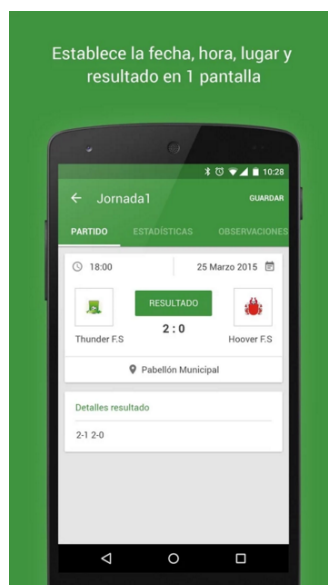 Establece la fecha, hora, lugar y
resultado en 1 pantalla
10:28
Jornada1
GUARDAR
PARTIDO ESTADÍSTICAS OBSERVACIONES
18:00 25 Marzo 2015
RESULTADO
2 : 0
Thunder F.S Hoover F.S
Pabellón Municipal
Detalles resultado
2-1 2-0